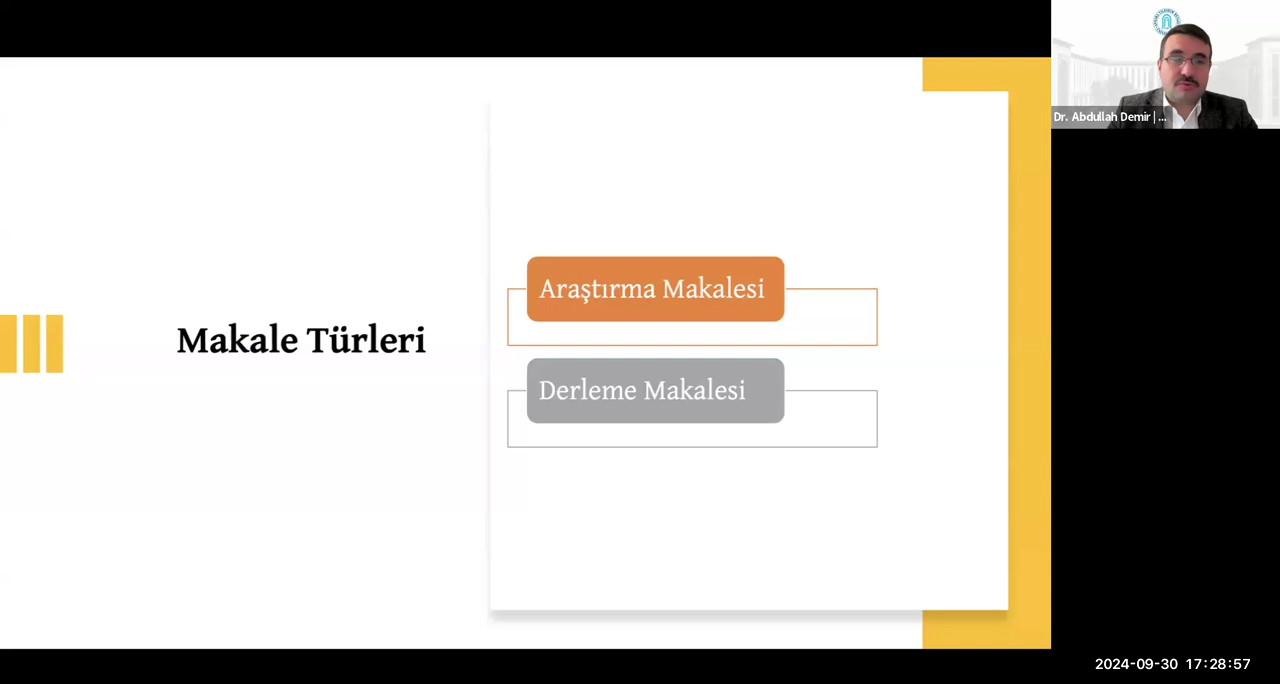 Makale Türleri
Araştırma Makalesi
Derleme Makalesi
Dr. Abdullah Demir | ...
2024-09-30 17:28:57